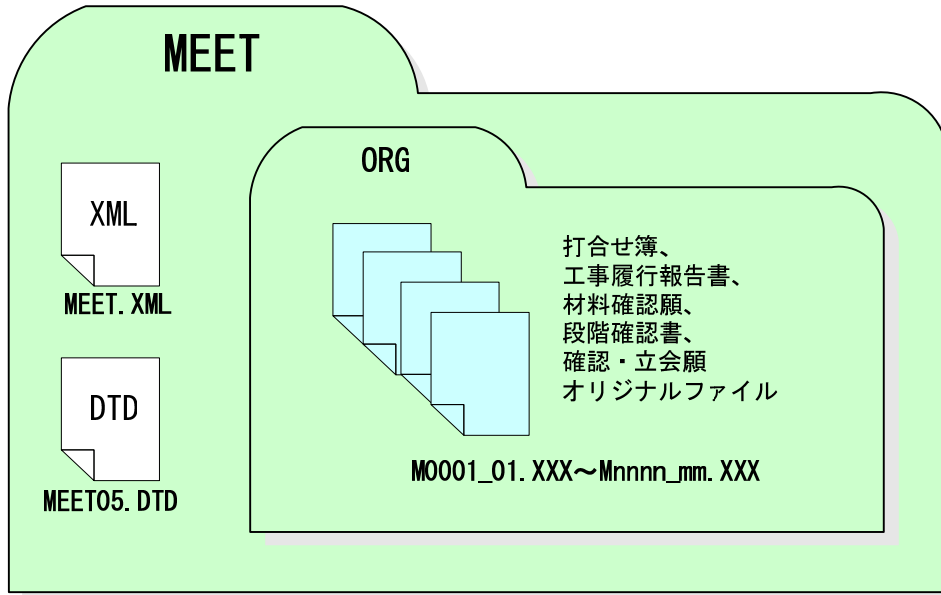 MEET
ORG
XML
MEET.XML
DTD
MEET05.DTD
打合せ簿、
工事履行報告書、
材料確認願、
段階確認書、
確認・立会願
オリジナルファイル
M0001_01.XXX～Mnnnn_mm.XXX